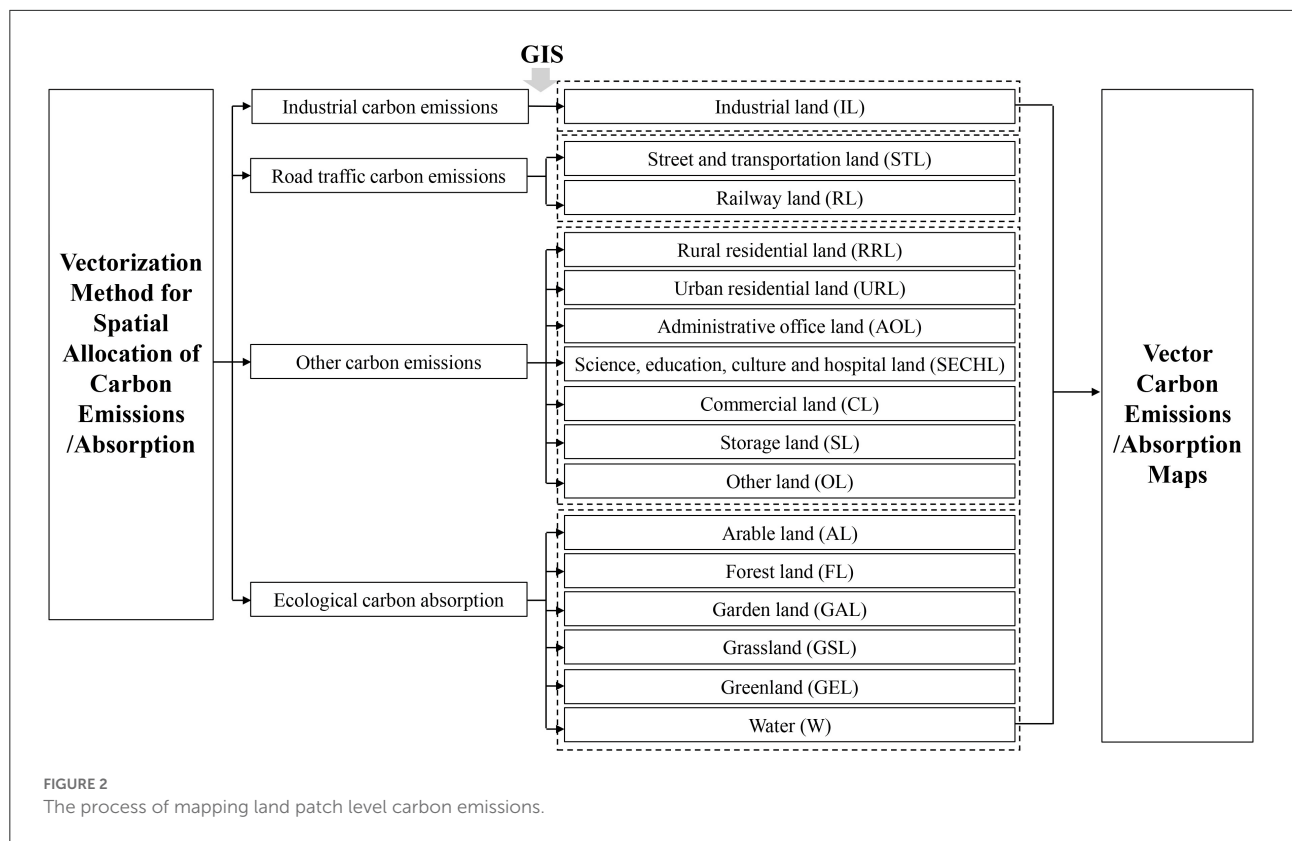 GIS
Vectorization
Method for
Spatial
Allocation of
Carbon
Emissions
/Absorption
Industrial carbon emissions
Road traffic carbon emissions
Other carbon emissions
Ecological carbon absorption
Industrial land (IL)
Street and transportation land (STL)
Railway land (RL)
Rural residential land (RRL)
Urban residential land (URL)
Administrative office land (AOL)
Science, education, culture and hospital land (SECHL)
Commercial land (CL)
Storage land (SL)
Other land (OL)
Arable land (AL)
Forest land (FL)
Garden land (GAL)
Grassland (GSL)
Greenland (GEL)
Water (W)
Vector
Carbon
Emissions
/Absorption
Maps
FIGURE 2
The process of mapping land patch level carbon emissions.